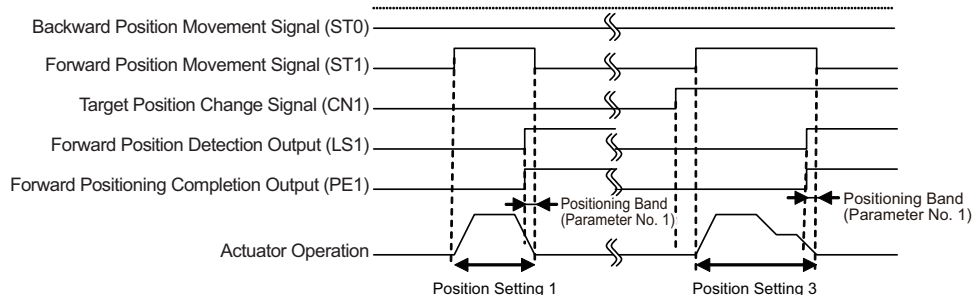 Backward Position Movement Signal (ST0)
Forward Position Movement Signal (ST1)
Target Position Change Signal (CN1)
Forward Position Detection Output (LS1)
Forward Positioning Completion Output (PE1)
Positioning Band
(Parameter No. 1)
Positioning Band
(Parameter No. 1)
Actuator Operation
Position Setting 1
Position Setting 3